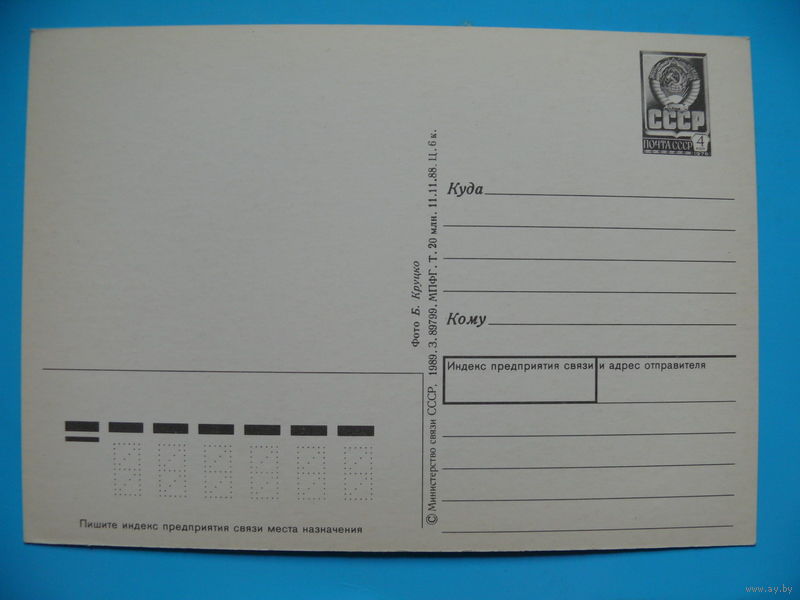 СССР
ПОЧТА СССР 4
1976
Куда
Кому
Индекс предприятия связи и адрес отправителя
Фото Б. Круцко
© Министерство связи СССР, 1989. З. 89799. МПФГ. Т. 20 млн. 11.11.88. Ц. 6 к.
Пишите индекс предприятия связи места назначения
www.ay.by